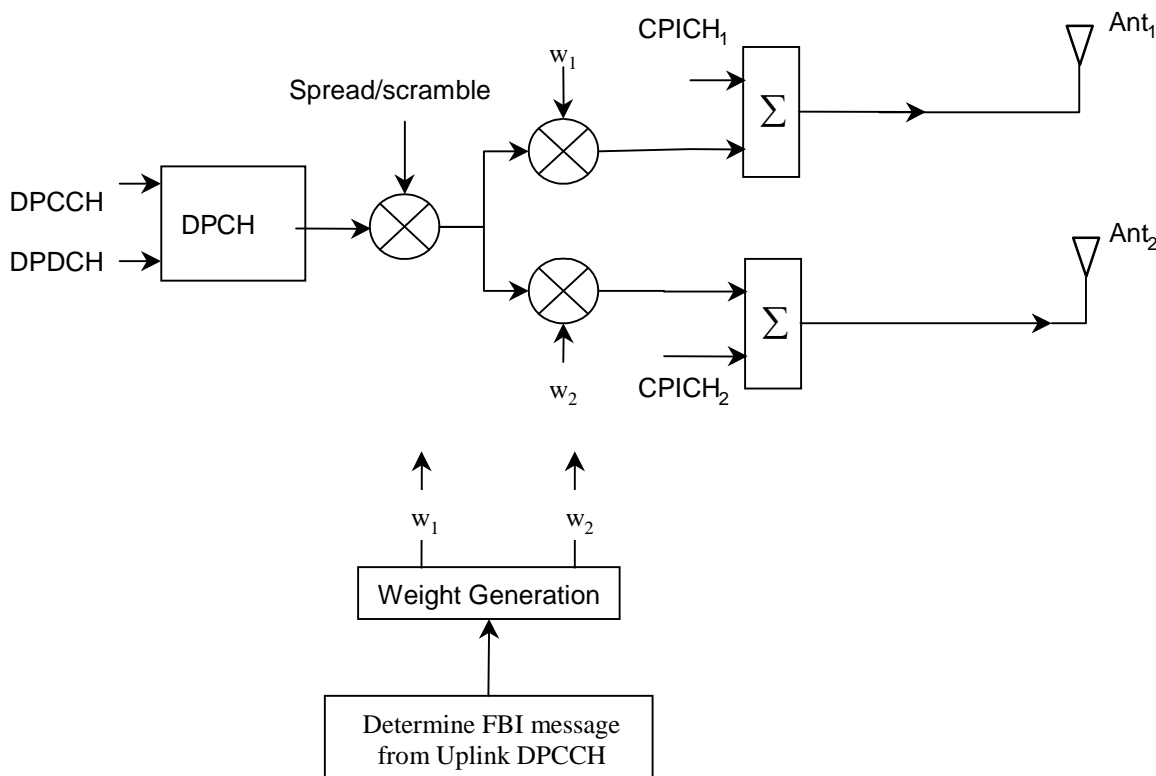 CPICH1
Ant1
w1
Spread/scramble
Σ
DPCCH
DPCH
DPDCH
Ant2
Σ
w2
CPICH2
w1
w2
Weight Generation
Determine FBI message
from Uplink DPCCH